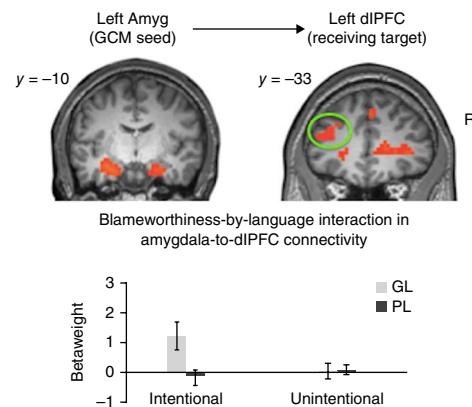 Left Amyg
(GCM seed)
Left dlPFC
(receiving target)
y = –10
y = –33
F
Blameworthiness-by-language interaction in
amygdala-to-dlPFC connectivity
Betaweight
3
2
1
0
–1
GL
PL
Intentional
Unintentional